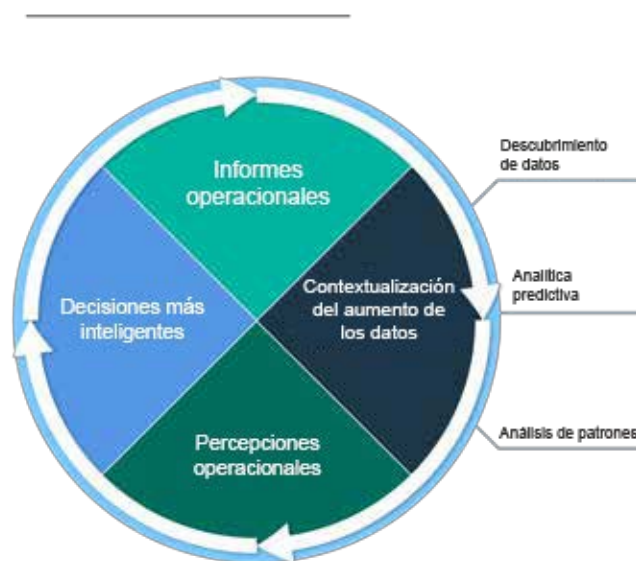 Informes
operacionales
Descubrimiento
de datos
Contextualización
del aumento de
los datos
Analítica
predictiva
Decisiones más
inteligentes
Percepciones
operacionales
Análisis de patrones